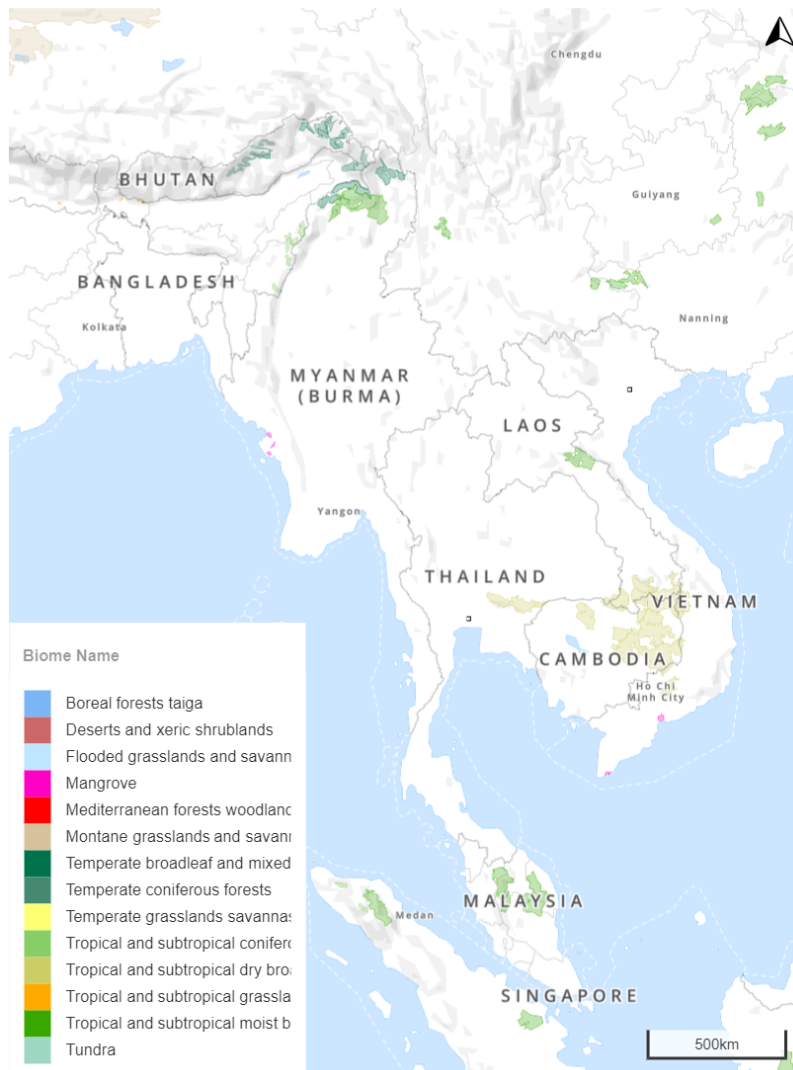 Chengdu
BHUTAN
Guiyang
BANGLADESH
Kolkata
Nanning
MYANMAR
(BURMA)
LAOS
Yangon
THAILAND
VIETNAM
CAMBODIA
Ho Chi
Minh City
MALAYSIA
Medan
SINGAPORE
500km
Biome Name
Boreal forests taiga
Deserts and xeric shrublands
Flooded grasslands and savann
Mangrove
Mediterranean forests woodland
Montane grasslands and savann
Temperate broadleaf and mixed
Temperate coniferous forests
Temperate grasslands savannas
Tropical and subtropical conifero
Tropical and subtropical dry broa
Tropical and subtropical grassla
Tropical and subtropical moist b
Tundra